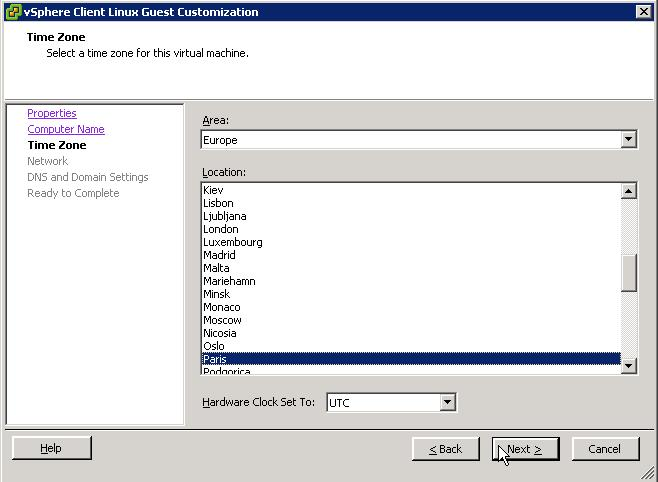 vSphere Client Linux Guest Customization
Time Zone
Select a time zone for this virtual machine.
Properties
Computer Name
Time Zone
Network
DNS and Domain Settings
Ready to Complete
Area:
Europe
Location:
Kiev
Lisbon
Ljubljana
London
Luxembourg
Madrid
Malta
Mariehamn
Minsk
Monaco
Moscow
Nicosia
Oslo
Paris
Podgorica
Hardware Clock Set To:
UTC
Help
< Back
Next >
Cancel